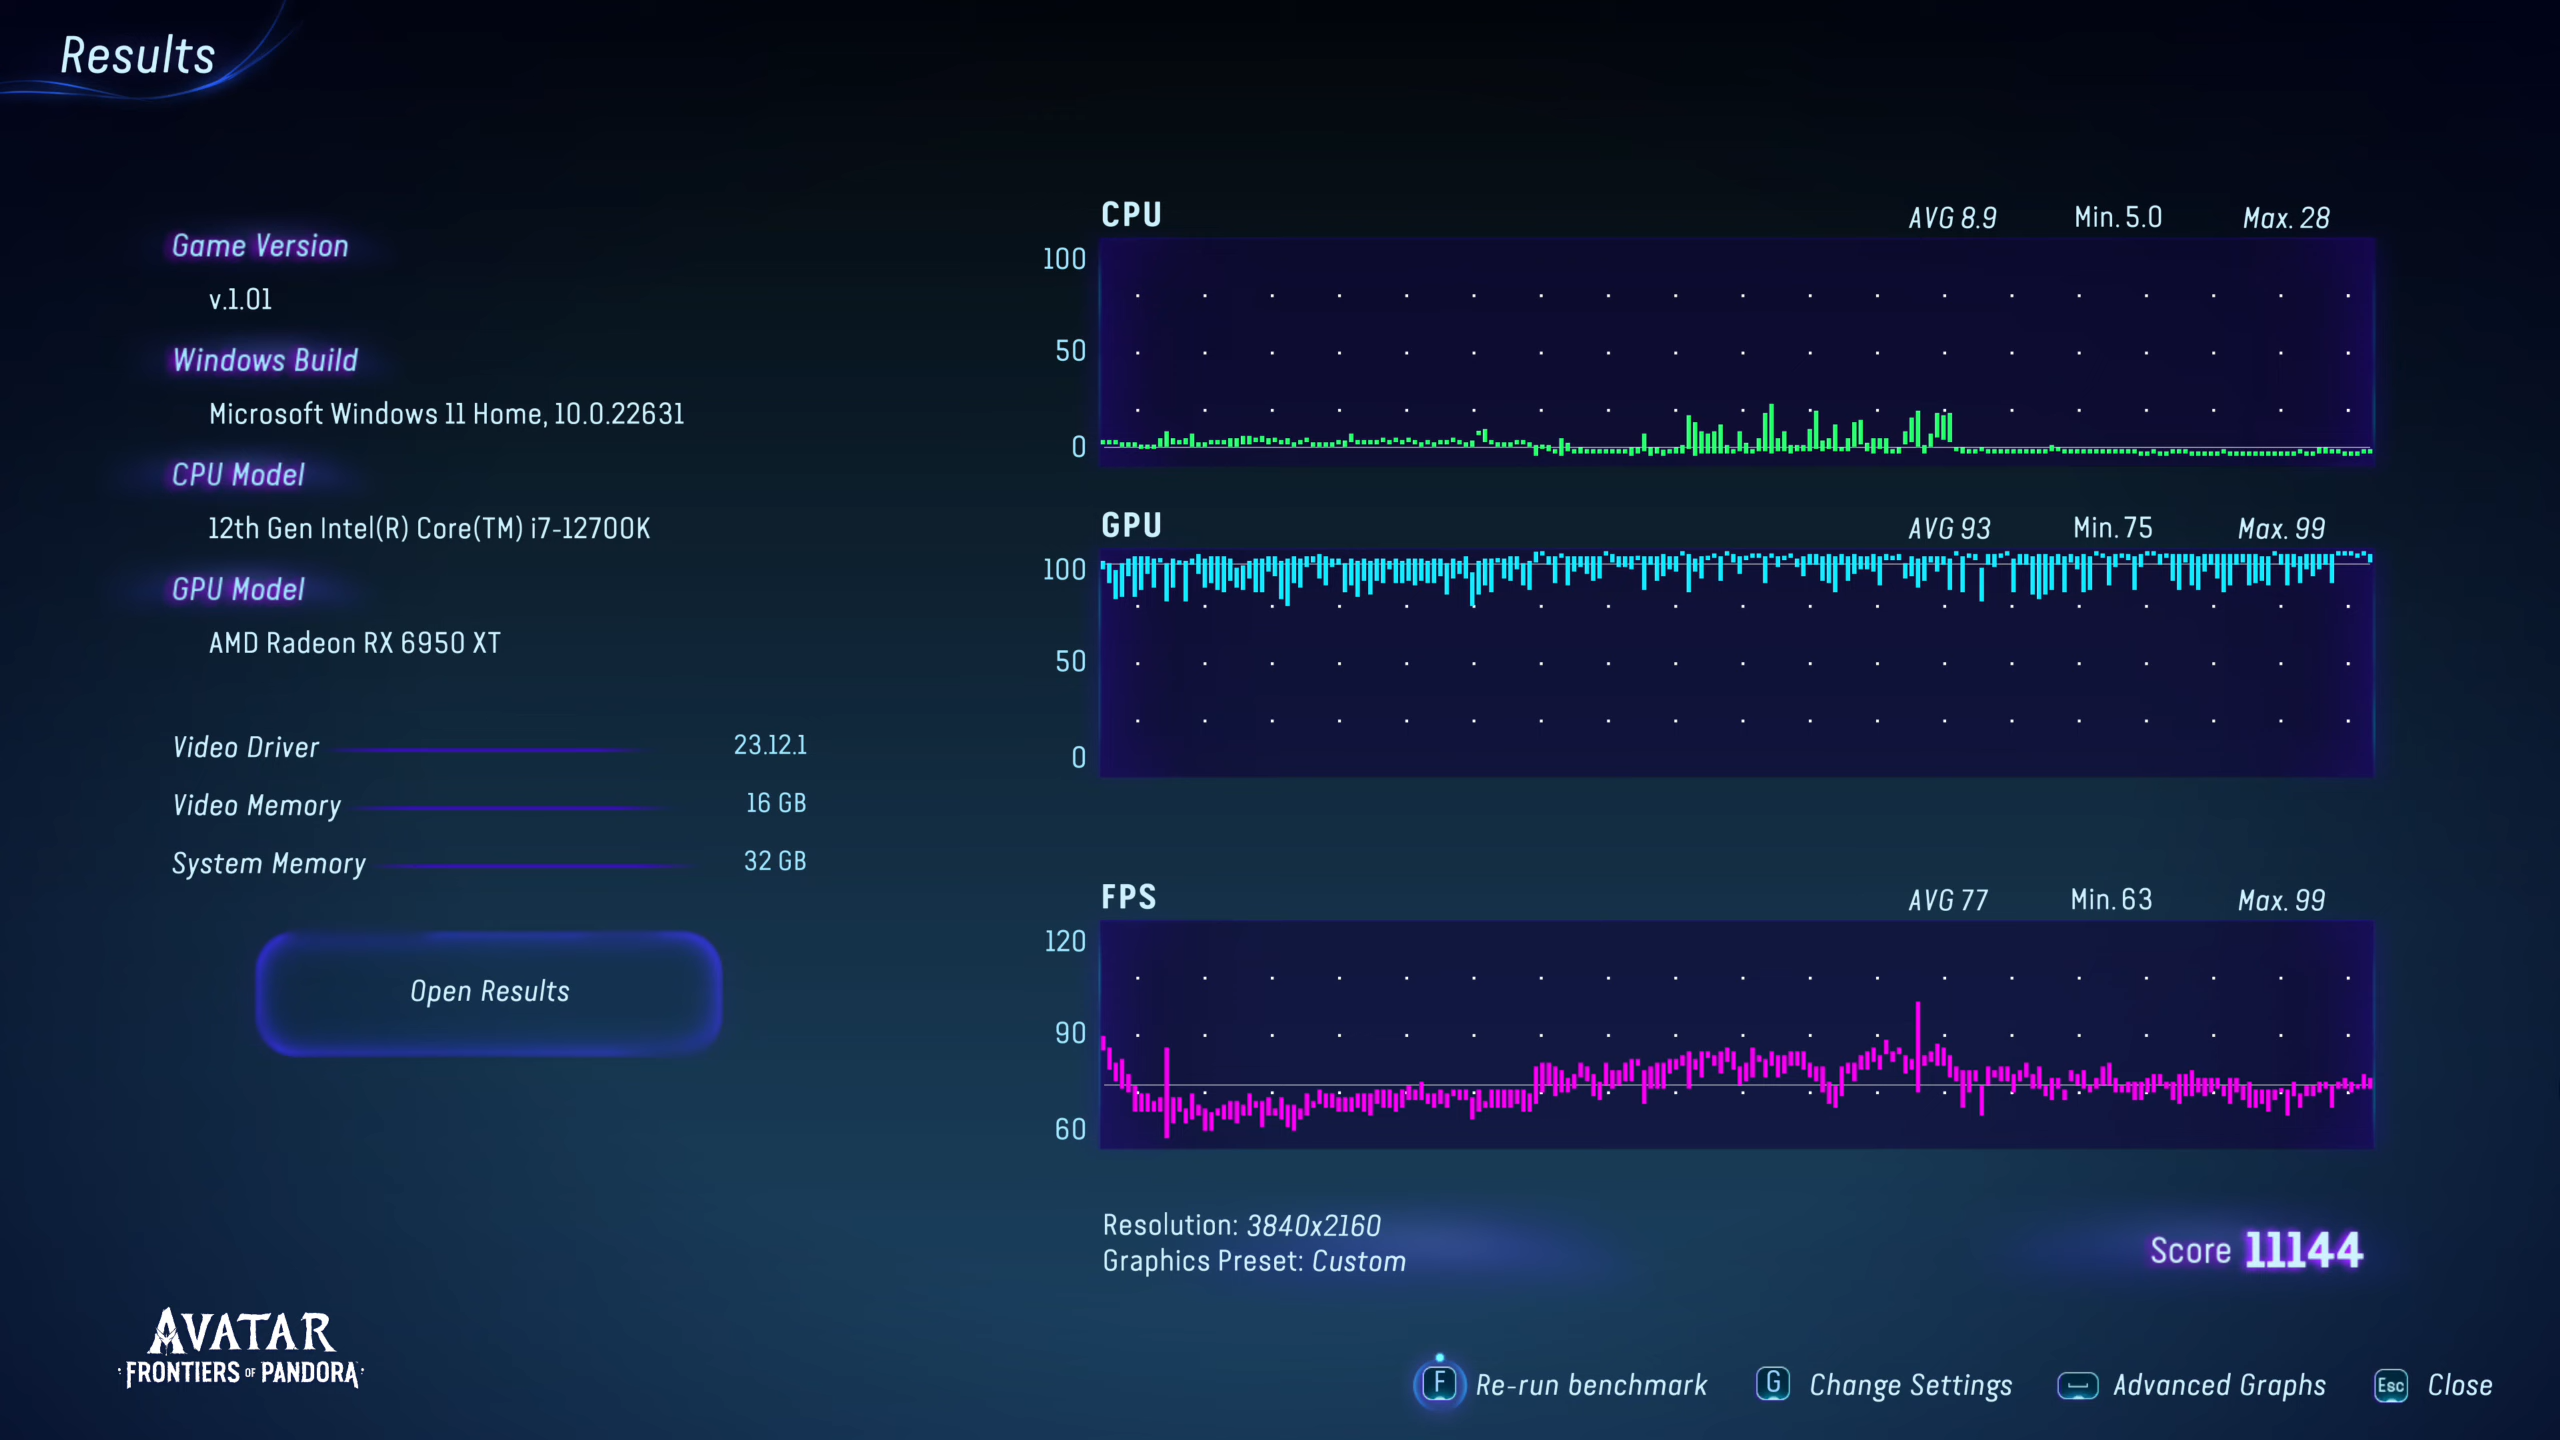 Results
Game Version
v.1.01
Windows Build
Microsoft Windows 11 Home, 10.0.22631
CPU Model
12th Gen Intel(R) Core(TM) i7-12700K
GPU Model
AMD Radeon RX 6950 XT
Video Driver 23.12.1
Video Memory 16 GB
System Memory 32 GB
Open Results
CPU AVG 8.9 Min. 5.0 Max. 28
100
50
0
GPU AVG 93 Min. 75 Max. 99
100
50
0
FPS AVG 77 Min. 63 Max. 99
120
90
60
Resolution: 3840x2160
Graphics Preset: Custom
Score 11144
AVATAR
FRONTIERS OF PANDORA
F Re-run benchmark G Change Settings Advanced Graphs Esc Close